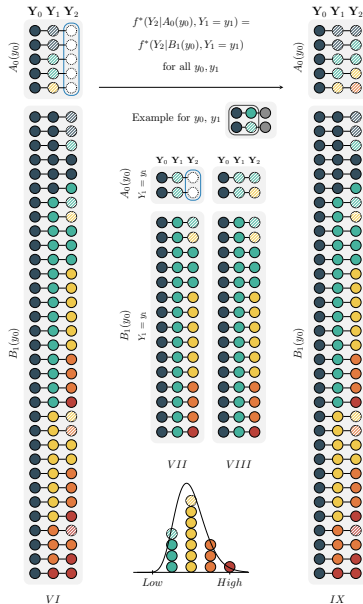 Y₀ Y₁ Y₂
A₀(y₀)
B₁(y₀)
VI
f*(Y₂|A₀(y₀), Y₁ = y₁) =
f*(Y₂|B₁(y₀), Y₁ = y₁)
for all y₀, y₁
Example for y₀, y₁
Y₀ Y₁ Y₂ Y₀ Y₁ Y₂
A₀(y₀)
Y₁ = y₁
B₁(y₀)
Y₁ = y₁
VII VIII
Low High
Y₀ Y₁ Y₂
A₀(y₀)
B₁(y₀)
IX